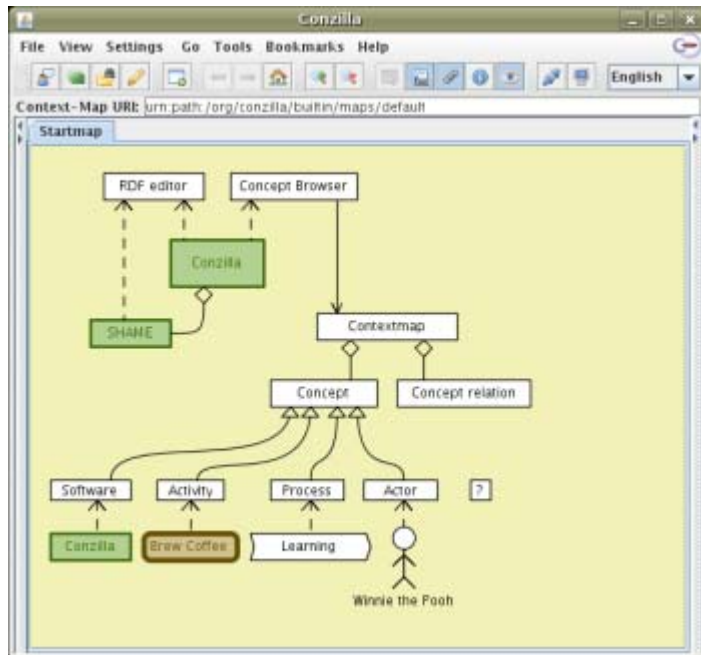 Conzilla
File View Settings Go Tools Bookmarks Help
English
Context-Map URI: urn:path:/org/conzilla/builtin/maps/default
Startmap
RDF editor Concept Browser
Conzilla
SHAME
Contextmap
Concept Concept relation
Software Activity Process Actor ?
Conzilla Brew Coffee Learning
Winnie the Pooh